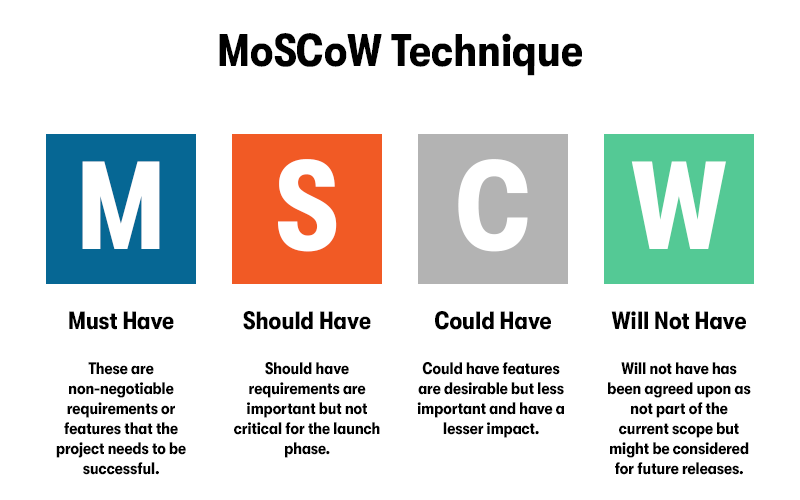 MoSCoW Technique
M
S
C
W
Must Have
Should Have
Could Have
Will Not Have
These are
non-negotiable
requirements or
features that the
project needs to be
successful.
Should have
requirements are
important but not
critical for the launch
phase.
Could have features
are desirable but less
important and have a
lesser impact.
Will not have has
been agreed upon as
not part of the
current scope but
might be considered
for future releases.